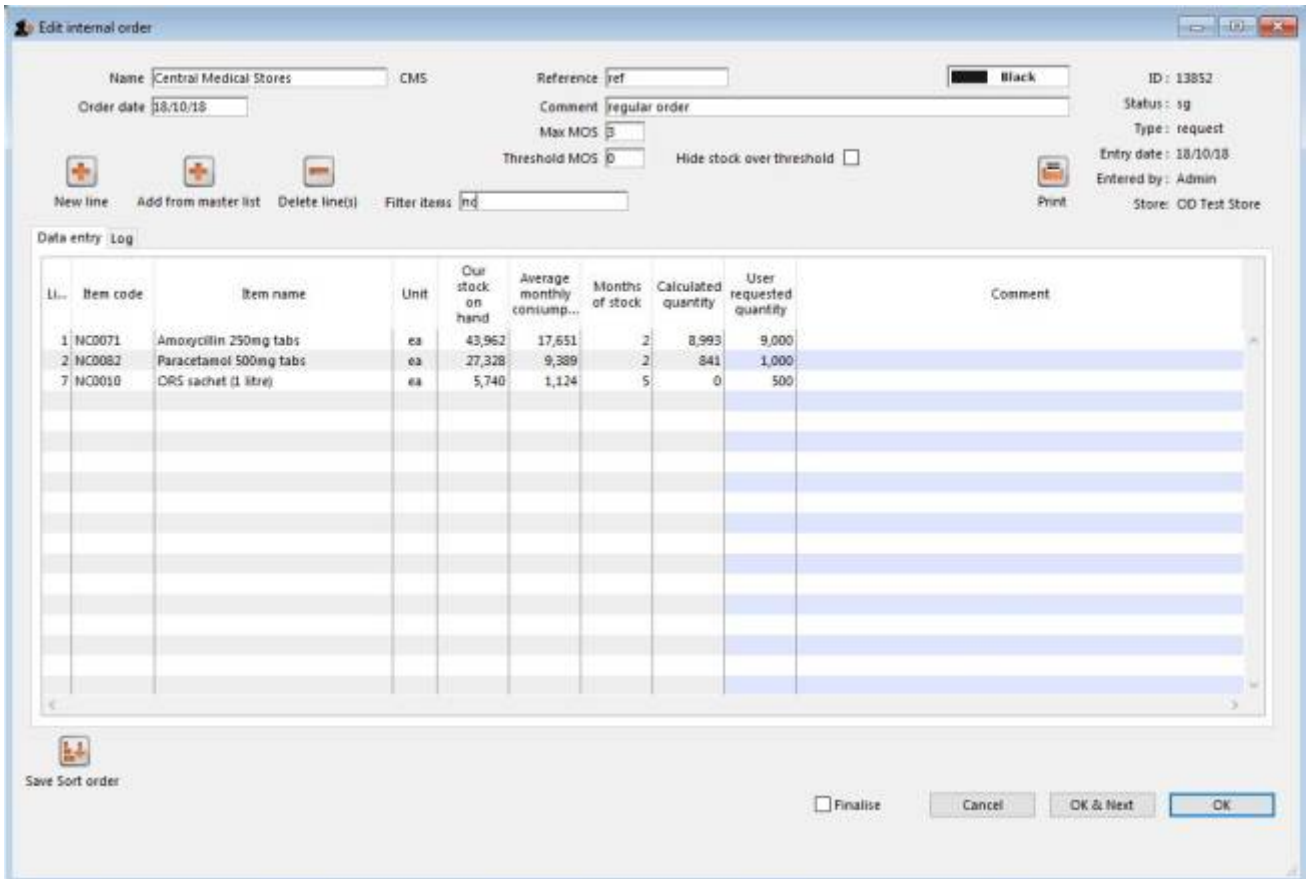 Edit internal order
Name Central Medical Stores CMS Reference ref Black ID: 13852
Order date 18/10/18 Comment regular order Status: sg
Max MOS 3 Type: request
Threshold MOS 0 Hide stock over threshold Entry date: 18/10/18
Entered by: Admin
New line Add from master list Delete line(s) Filter items nc Print Store: OD Test Store
Data entry Log
Li... Item code Item name Unit Our stock on hand Average monthly consump... Months of stock Calculated quantity User requested quantity Comment
1 NC0071 Amoxycillin 250mg tabs ea 43,962 17,651 2 8,993 9,000
2 NC0082 Paracetamol 500mg tabs ea 27,328 9,389 2 841 1,000
7 NC0010 ORS sachet (1 litre) ea 5,740 1,124 5 0 500
Save Sort order
Finalise Cancel OK & Next OK